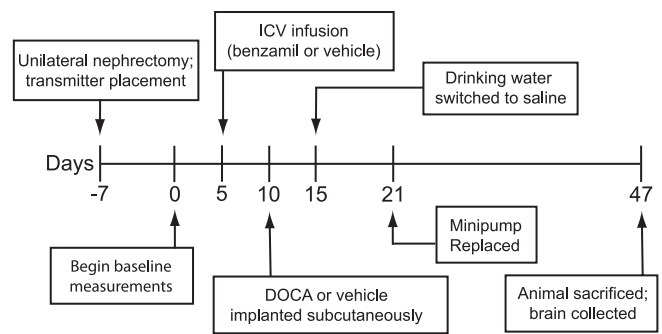 Unilateral nephrectomy;
transmitter placement
ICV infusion
(benzamil or vehicle)
Drinking water
switched to saline
Days
-7
0
5
10
15
21
47
Begin baseline
measurements
DOCA or vehicle
implanted subcutaneously
Minipump
Replaced
Animal sacrificed;
brain collected